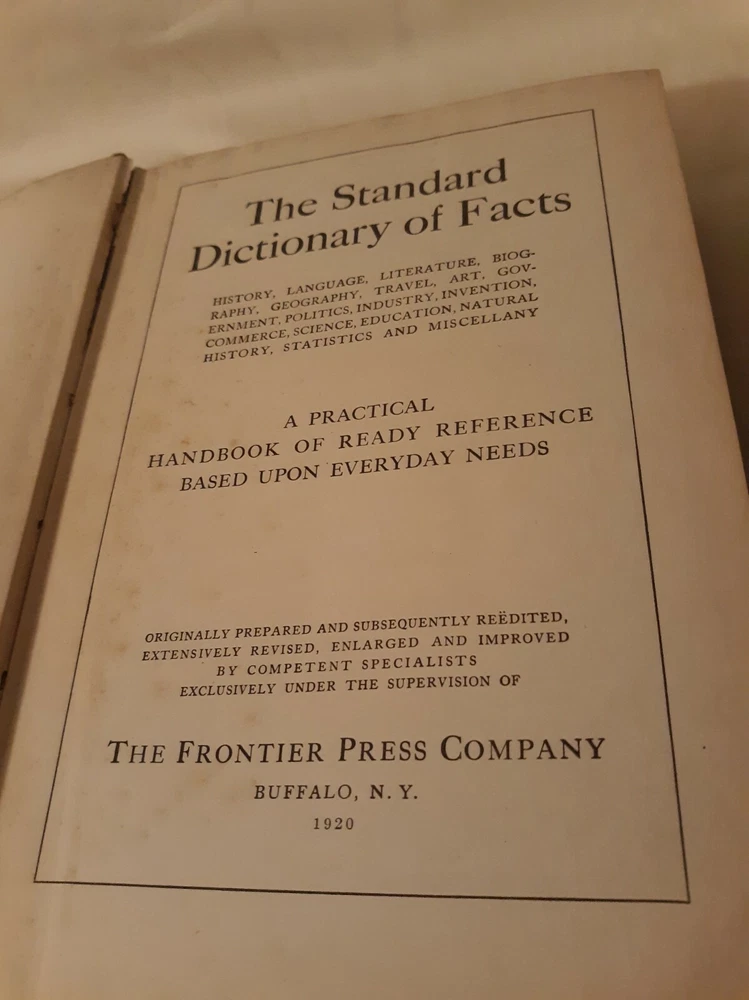 The Standard
Dictionary of Facts
HISTORY, LANGUAGE, LITERATURE, BIOG-
RAPHY, GEOGRAPHY, TRAVEL, ART, GOV-
ERNMENT, POLITICS, INDUSTRY, INVENTION,
COMMERCE, SCIENCE, EDUCATION, NATURAL
HISTORY, STATISTICS AND MISCELLANY
A PRACTICAL
HANDBOOK OF READY REFERENCE
BASED UPON EVERYDAY NEEDS
ORIGINALLY PREPARED AND SUBSEQUENTLY REËDITED,
EXTENSIVELY REVISED, ENLARGED AND IMPROVED
BY COMPETENT SPECIALISTS
EXCLUSIVELY UNDER THE SUPERVISION OF
THE FRONTIER PRESS COMPANY
BUFFALO, N. Y.
1920